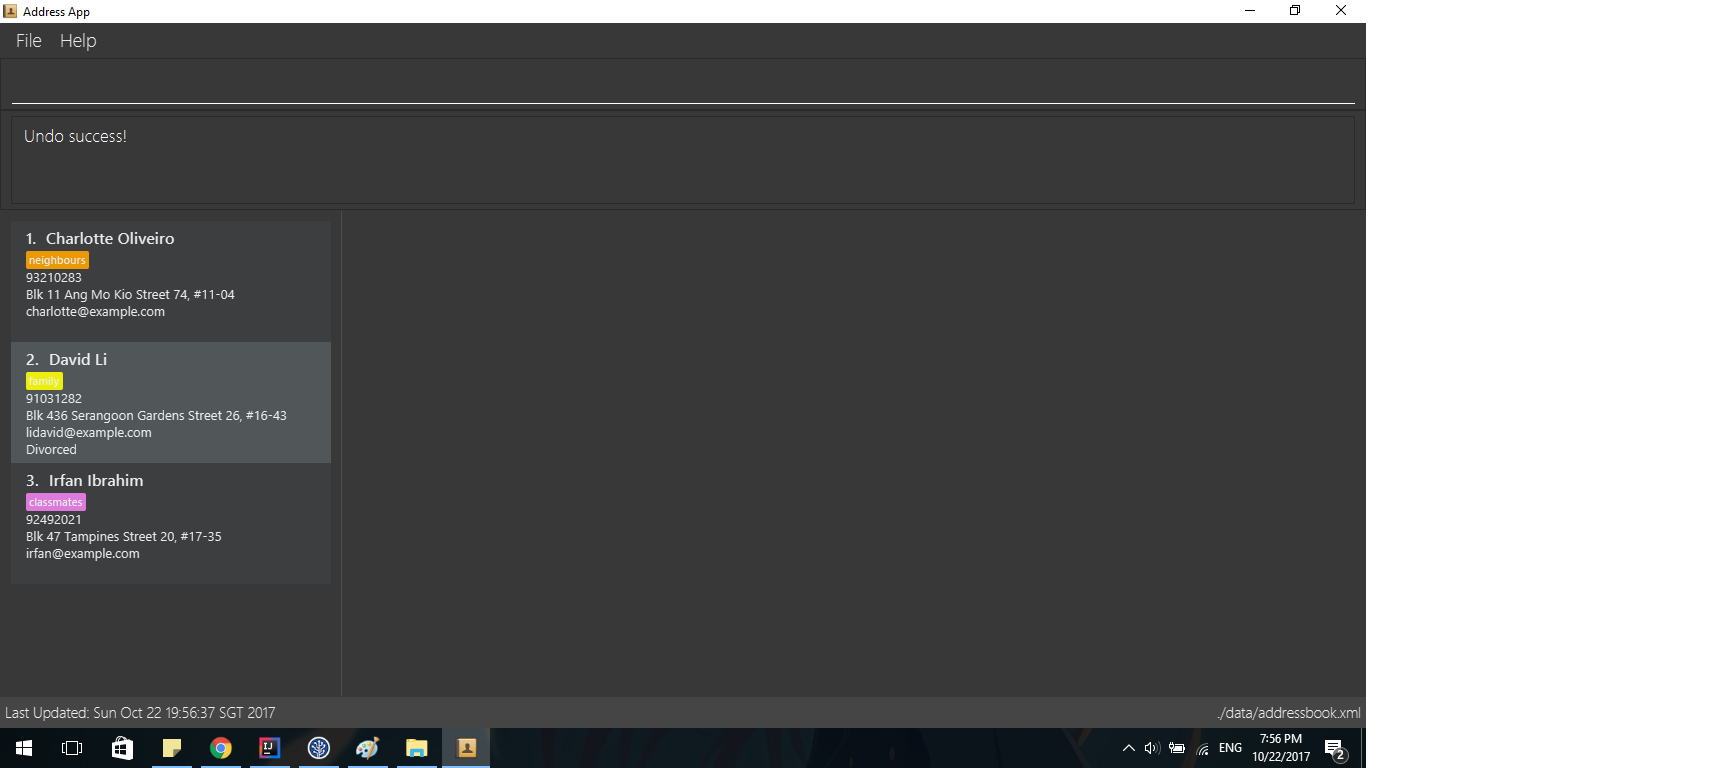 Address App
File Help
Undo success!
1. Charlotte Oliveiro
neighbours
93210283
Blk 11 Ang Mo Kio Street 74, #11-04
charlotte@example.com
2. David Li
family
91031282
Blk 436 Serangoon Gardens Street 26, #16-43
lidavid@example.com
Divorced
3. Irfan Ibrahim
classmates
92492021
Blk 47 Tampines Street 20, #17-35
irfan@example.com
Last Updated: Sun Oct 22 19:56:37 SGT 2017
./data/addressbook.xml
IJ
ENG
7:56 PM
10/22/2017
2